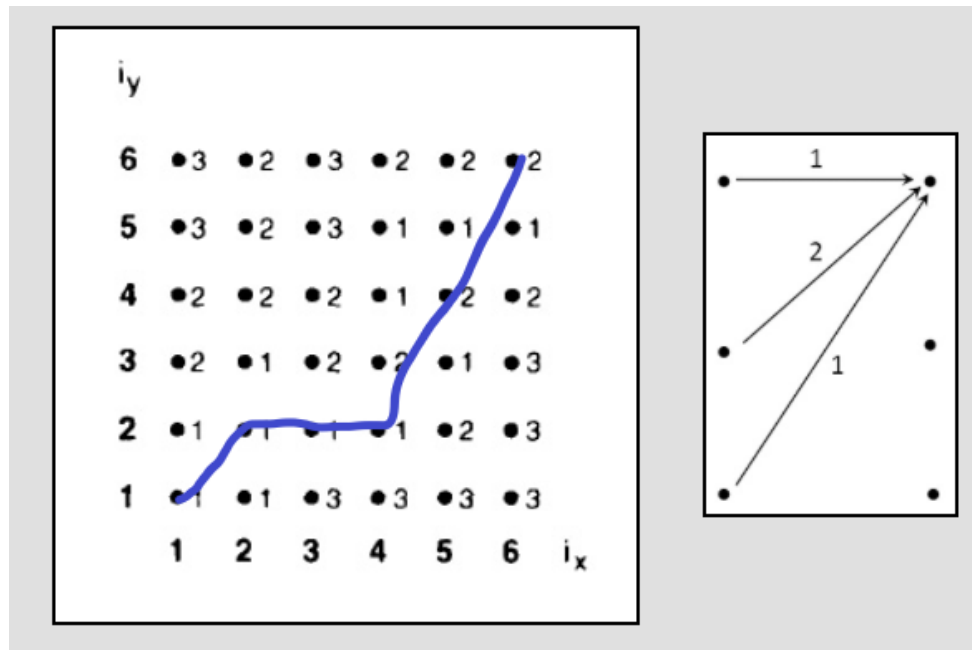 i_y
6 3 2 3 2 2 2
5 3 2 3 1 1 1
4 2 2 2 1 2 2
3 2 1 2 2 1 3
2 1 1 1 1 2 3
1 1 1 3 3 3 3
1 2 3 4 5 6 i_x
1
2
1